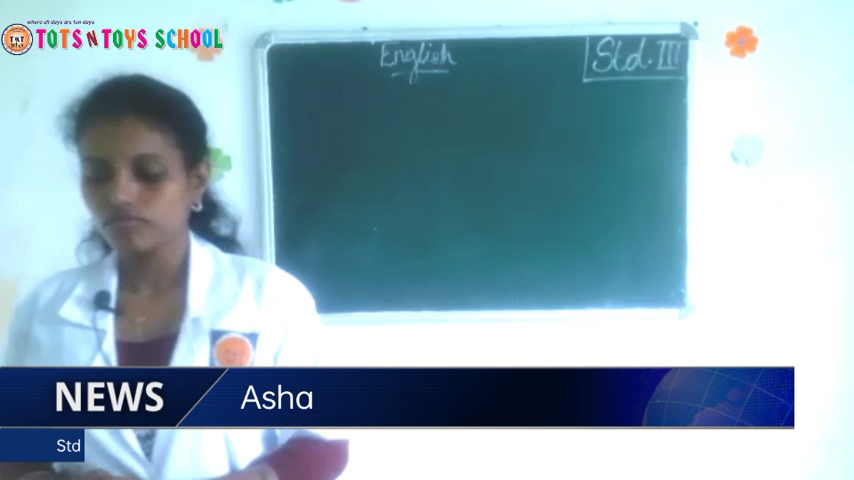 where all days are fun days
TOTS N TOYS SCHOOL
English
Std. III
NEWS Asha
Std